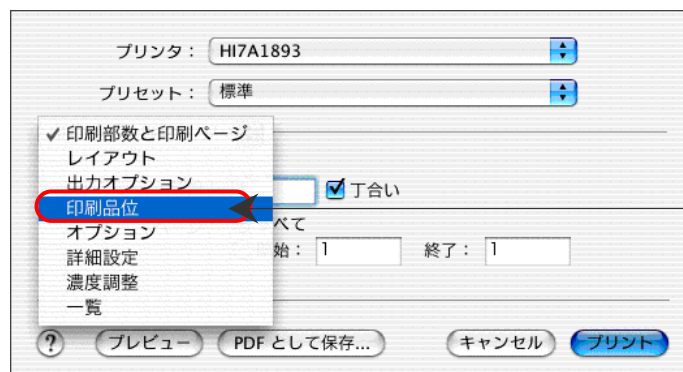 プリンタ： HI7A1893
プリセット： 標準
✓ 印刷部数と印刷ページ
レイアウト
出力オプション
丁合い
印刷品位
べて
オプション
始： 1 終了： 1
詳細設定
濃度調整
一覧
? プレビュー PDF として保存... キャンセル プリント